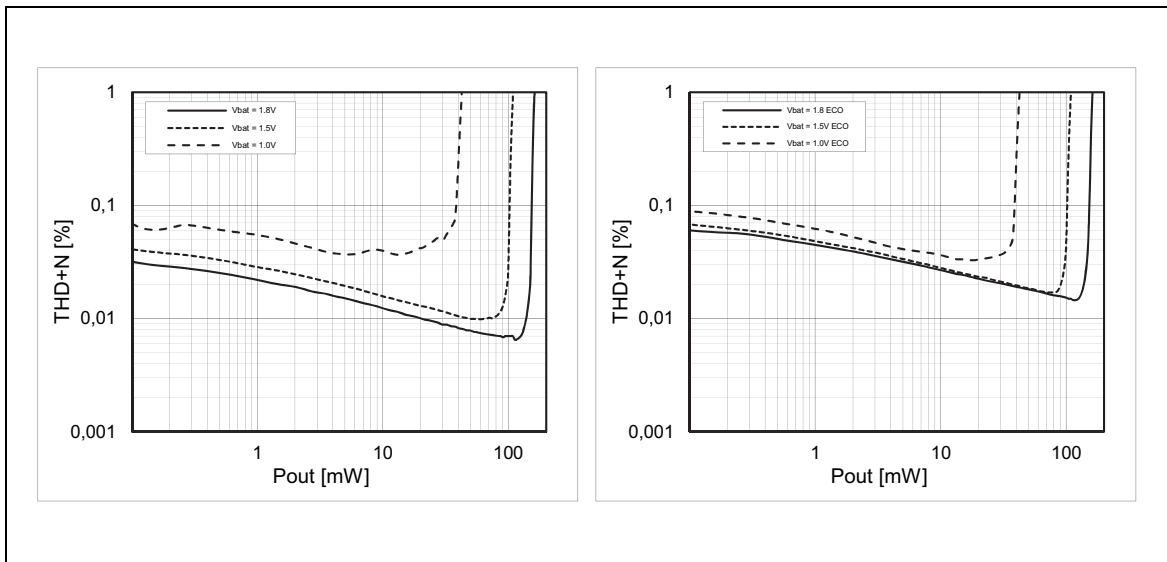 1
Vbat = 1.8V
Vbat = 1.5V
Vbat = 1.0V
0,1
THD+N [%]
0,01
0,001
1
10
100
Pout [mW]
1
Vbat = 1.8 ECO
Vbat = 1.5V ECO
Vbat = 1.0V ECO
0,1
THD+N [%]
0,01
0,001
1
10
100
Pout [mW]